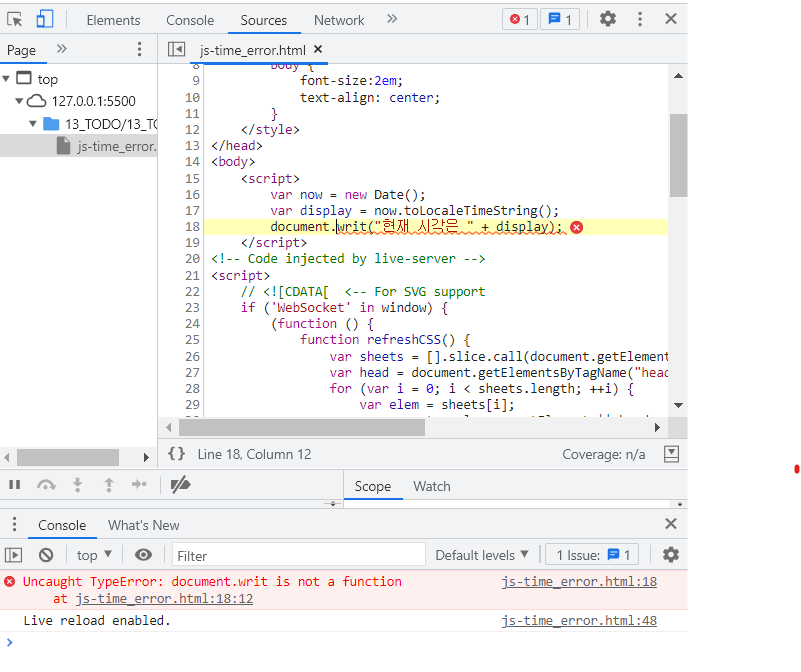 Elements Console Sources Network » 1 1
Page » js-time_error.html ×
top
127.0.0.1:5500
13_TODO/13_TO
js-time_error.
8 body {
9 font-size:2em;
10 text-align: center;
11 }
12 </style>
13 </head>
14 <body>
15 <script>
16 var now = new Date();
17 var display = now.toLocaleTimeString();
18 document.writ("현재 시각은 " + display);
19 </script>
20 <!-- Code injected by live-server -->
21 <script>
22 // <![CDATA[ <-- For SVG support
23 if ('WebSocket' in window) {
24 (function () {
25 function refreshCSS() {
26 var sheets = [].slice.call(document.getElement
27 var head = document.getElementsByTagName("head
28 for (var i = 0; i < sheets.length; ++i) {
29 var elem = sheets[i];
{} Line 18, Column 12 Coverage: n/a
Scope Watch
Console What's New
top Filter Default levels 1 Issue: 1
Uncaught TypeError: document.writ is not a function js-time_error.html:18
at js-time_error.html:18:12
Live reload enabled. js-time_error.html:48